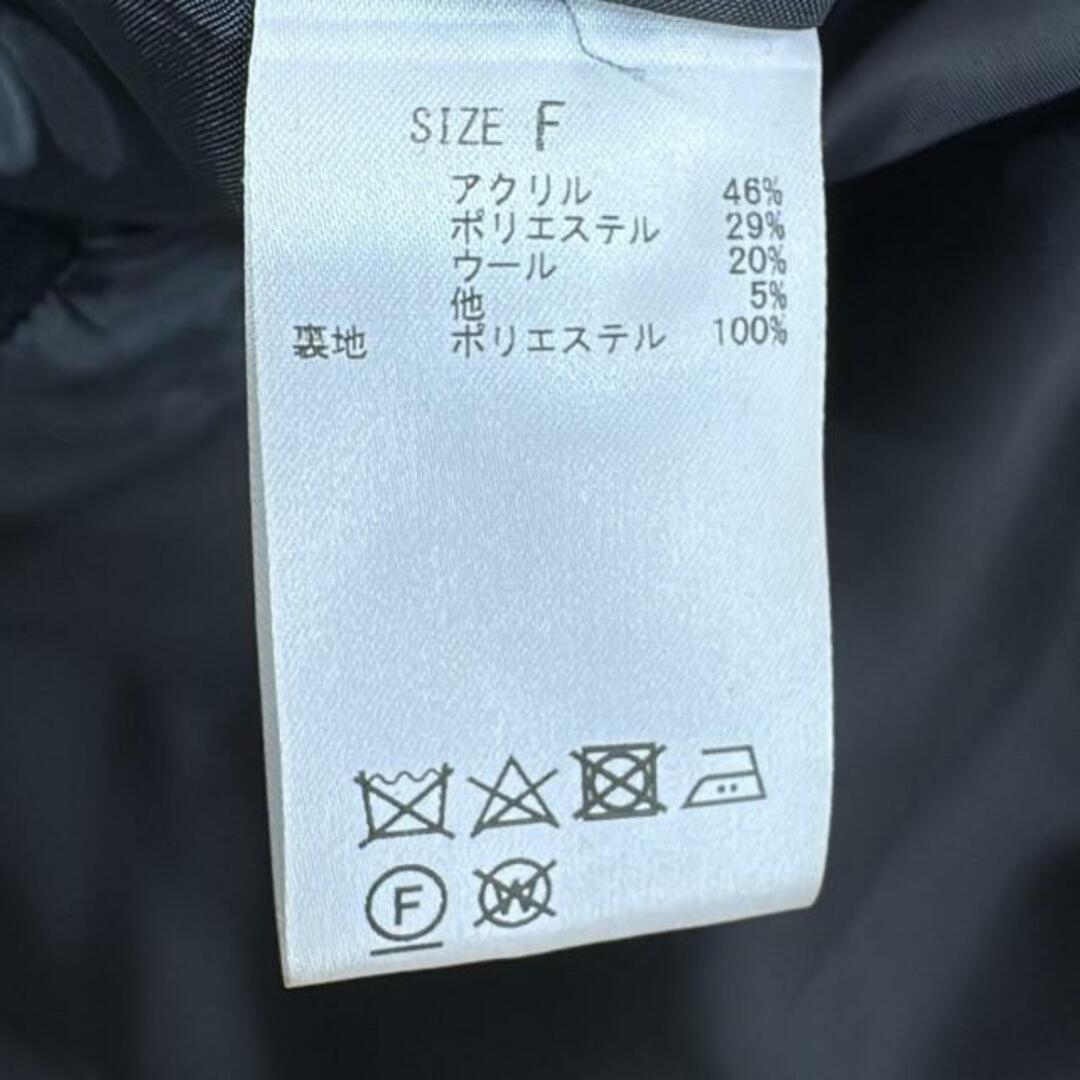 SIZE F
アクリル 46%
ポリエステル 29%
ウール 20%
他 5%
裏地 ポリエステル 100%
F W